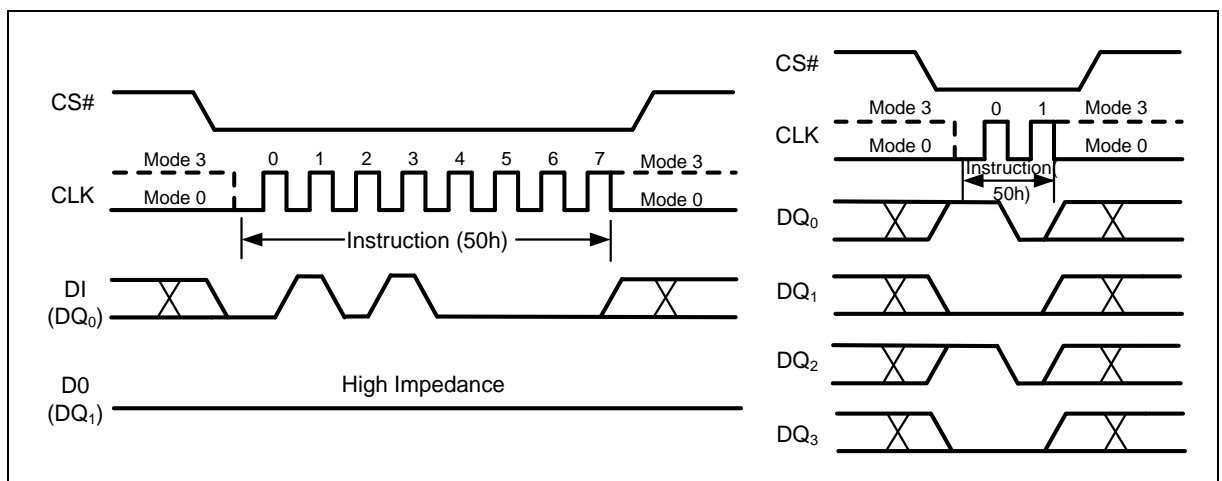 CS#
Mode 3 0 1 2 3 4 5 6 7 Mode 3
CLK
Mode 0 Mode 0
Instruction (50h)
DI
(DQ0)
D0
(DQ1)
High Impedance
CS#
Mode 3 0 1 Mode 3
CLK
Mode 0 Mode 0
Instruction(
50h)
DQ0
DQ1
DQ2
DQ3